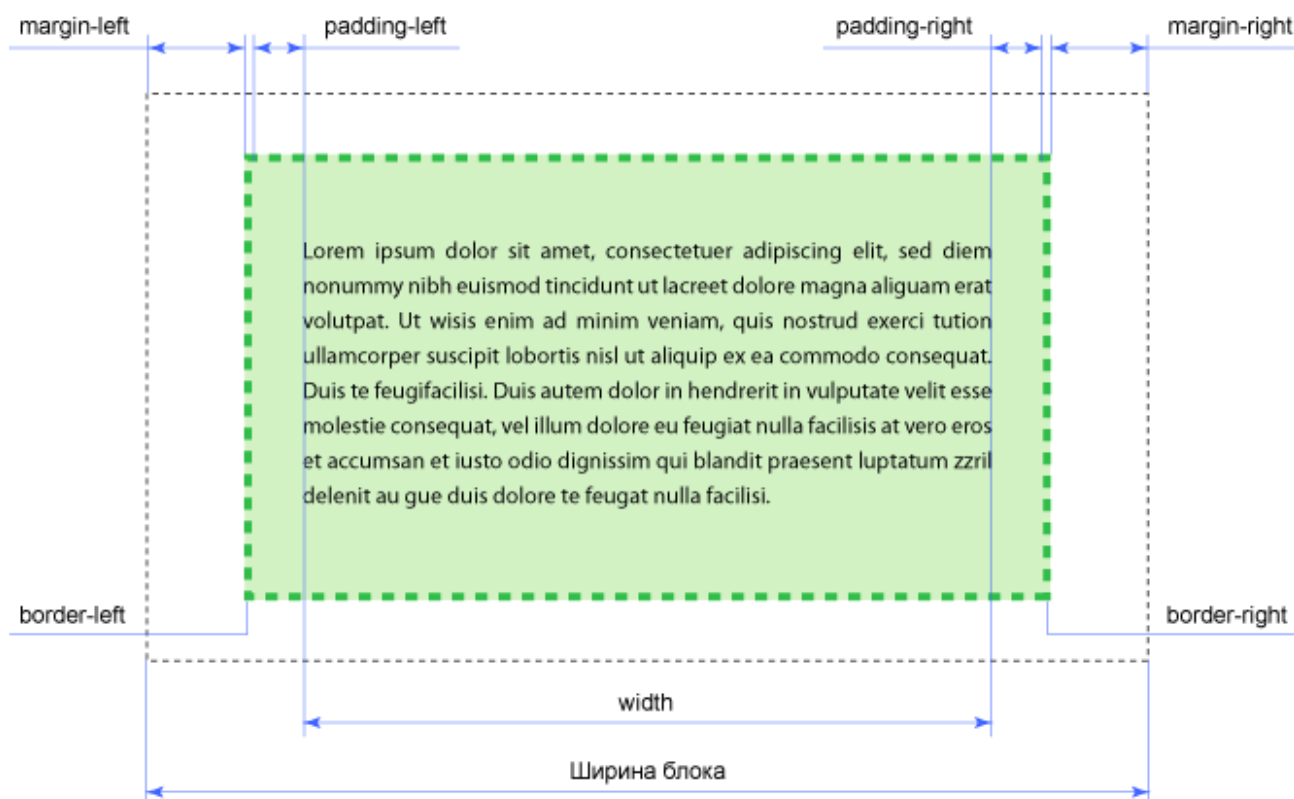 margin-left
padding-left
padding-right
margin-right
Lorem ipsum dolor sit amet, consectetuer adipiscing elit, sed diem
nonummy nibh euismod tincidunt ut lacreet dolore magna aliguam erat
volutpat. Ut wisis enim ad minim veniam, quis nostrud exerci tution
ullamcorper suscipit lobortis nisl ut aliquip ex ea commodo consequat.
Duis te feugifacilisi. Duis autem dolor in hendrerit in vulputate velit esse
molestie consequat, vel illum dolore eu feugiat nulla facilisis at vero eros
et accumsan et iusto odio dignissim qui blandit praesent luptatum zzril
delenit au gue duis dolore te feugat nulla facilisi.
border-left
border-right
width
Ширина блока